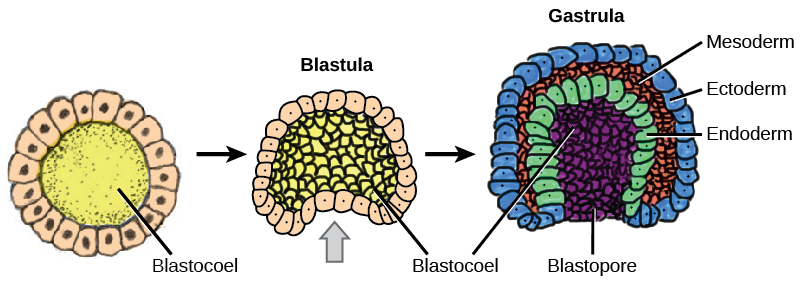 Gastrula
Mesoderm
Blastula
Ectoderm
Endoderm
Blastocoel
Blastocoel
Blastopore